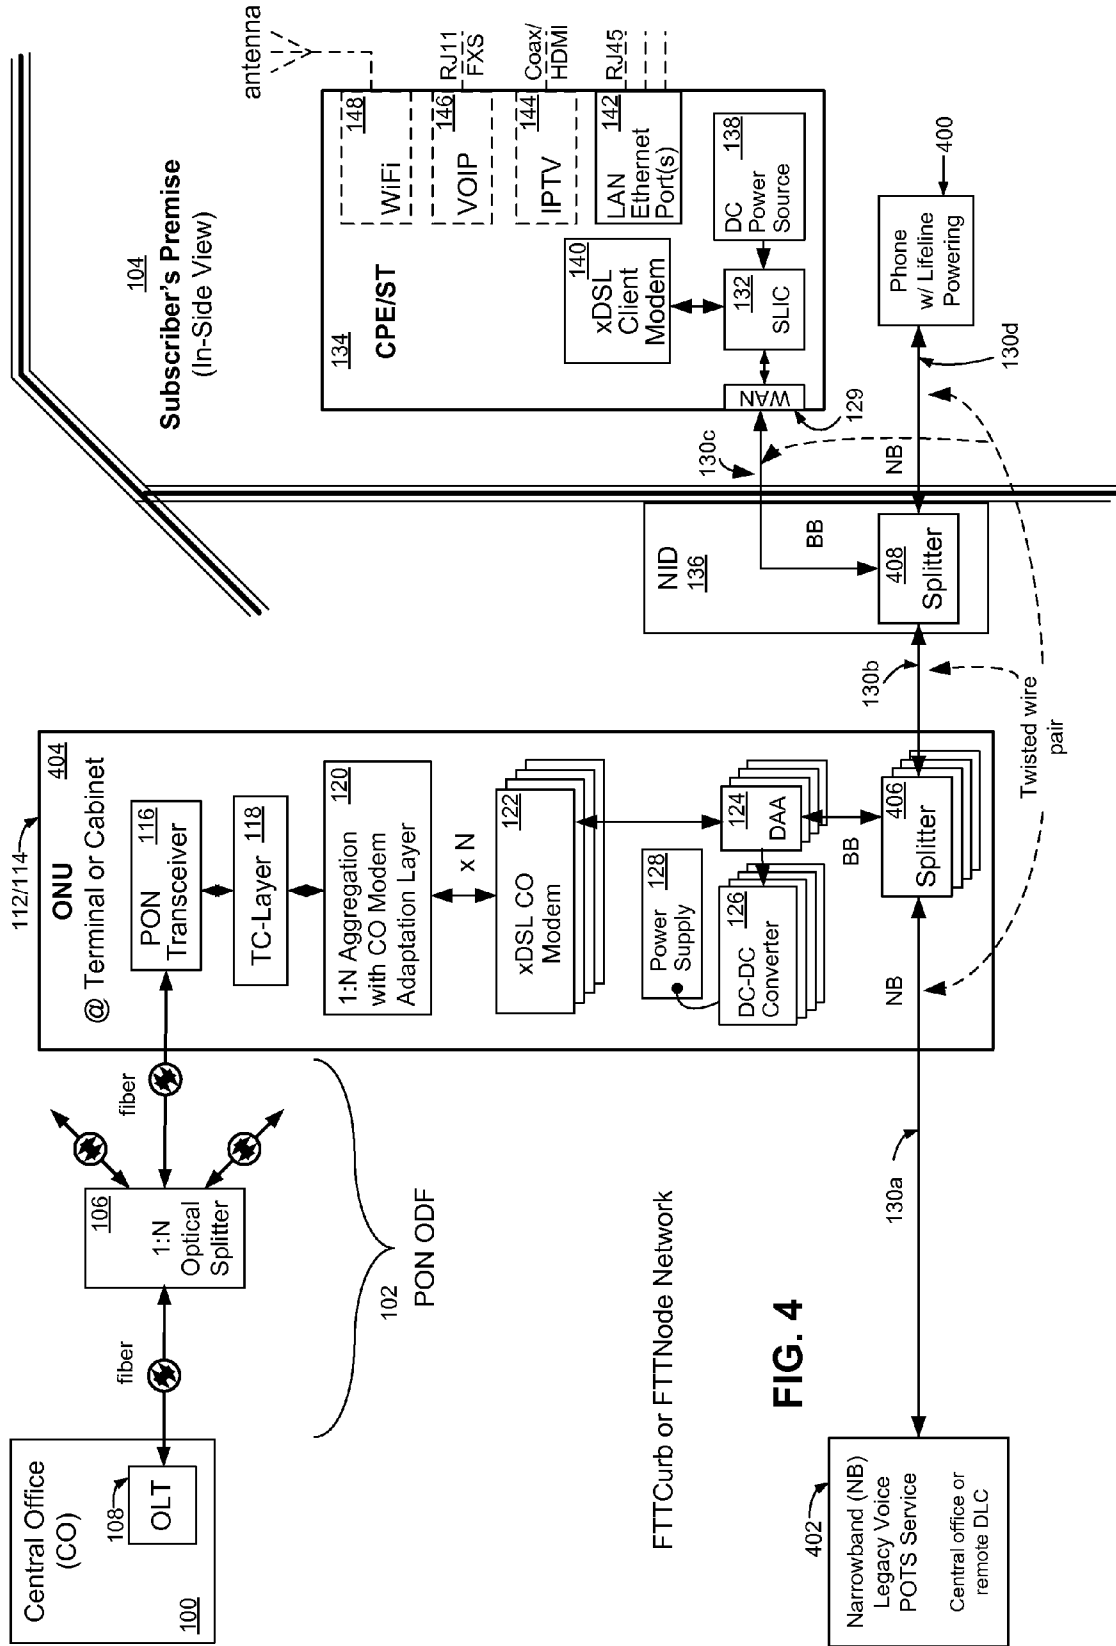 Central Office
(CO)
108
OLT
100
fiber
106
1:N
Optical
Splitter
fiber
102
PON ODF
112/114
ONU
404
@ Terminal or Cabinet
116
PON
Transceiver
TC-Layer
118
120
1:N Aggregation
with CO Modem
Adaptation Layer
x N
122
xDSL CO
Modem
128
Power
Supply
124
DAA
126
DC-DC
Converter
BB
406
Splitter
NB
130a
130b
Twisted wire
pair
NID
136
BB
408
Splitter
NB
130c
130d
129
104
Subscriber's Premise
(In-Side View)
134
CPE/ST
antenna
WiFi
148
VOIP
146
RJ11
FXS
IPTV
144
Coax/
HDMI
LAN
Ethernet
Port(s)
142
RJ45
140
xDSL
Client
Modem
138
DC
Power
Source
132
SLIC
WAN
Phone
w/ Lifeline
Powering
400
FTTCurb or FTTNode Network
FIG. 4
402
Narrowband (NB)
Legacy Voice
POTS Service
Central office or
remote DLC